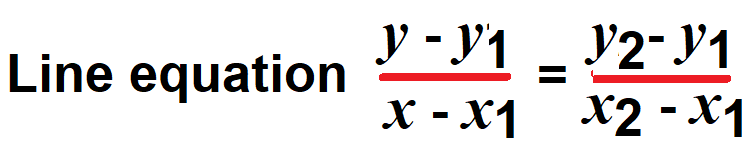 Line equation y - y1 / x - x1 = y2- y1 / x2 - x1